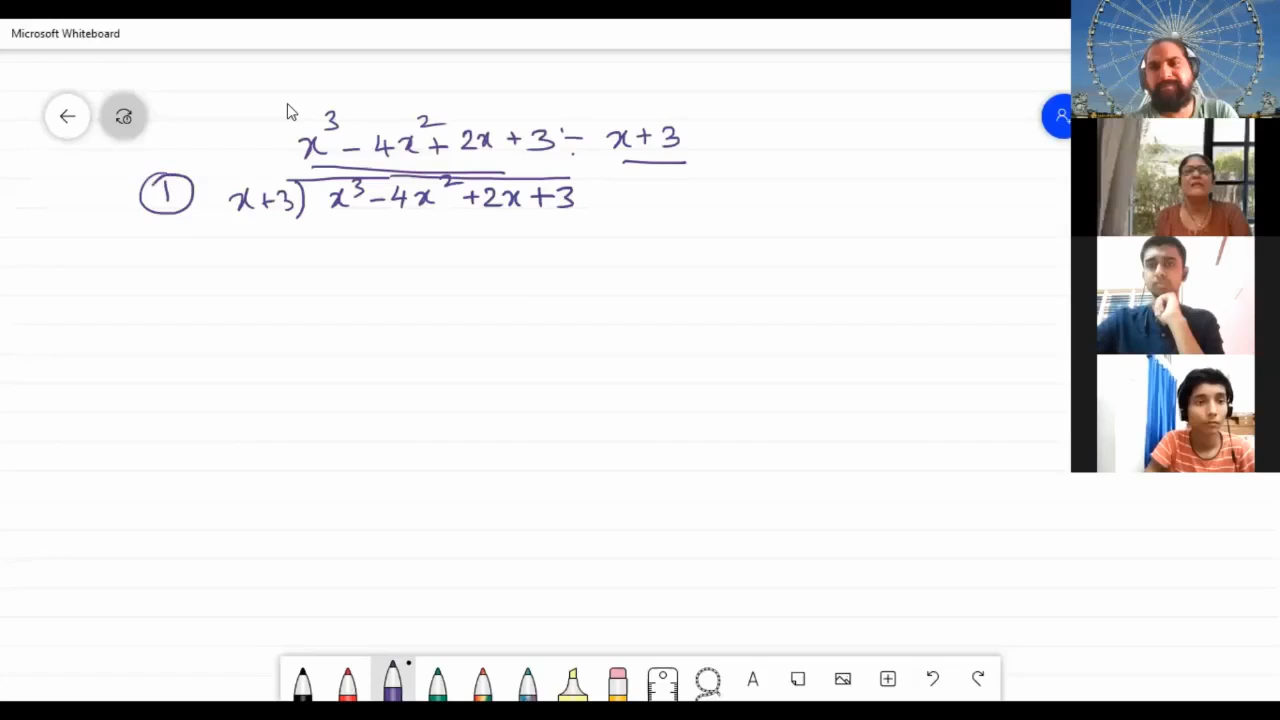 Microsoft Whiteboard
x³ - 4x² + 2x + 3 ÷ x + 3
① x+3) x³ - 4x² + 2x + 3
A